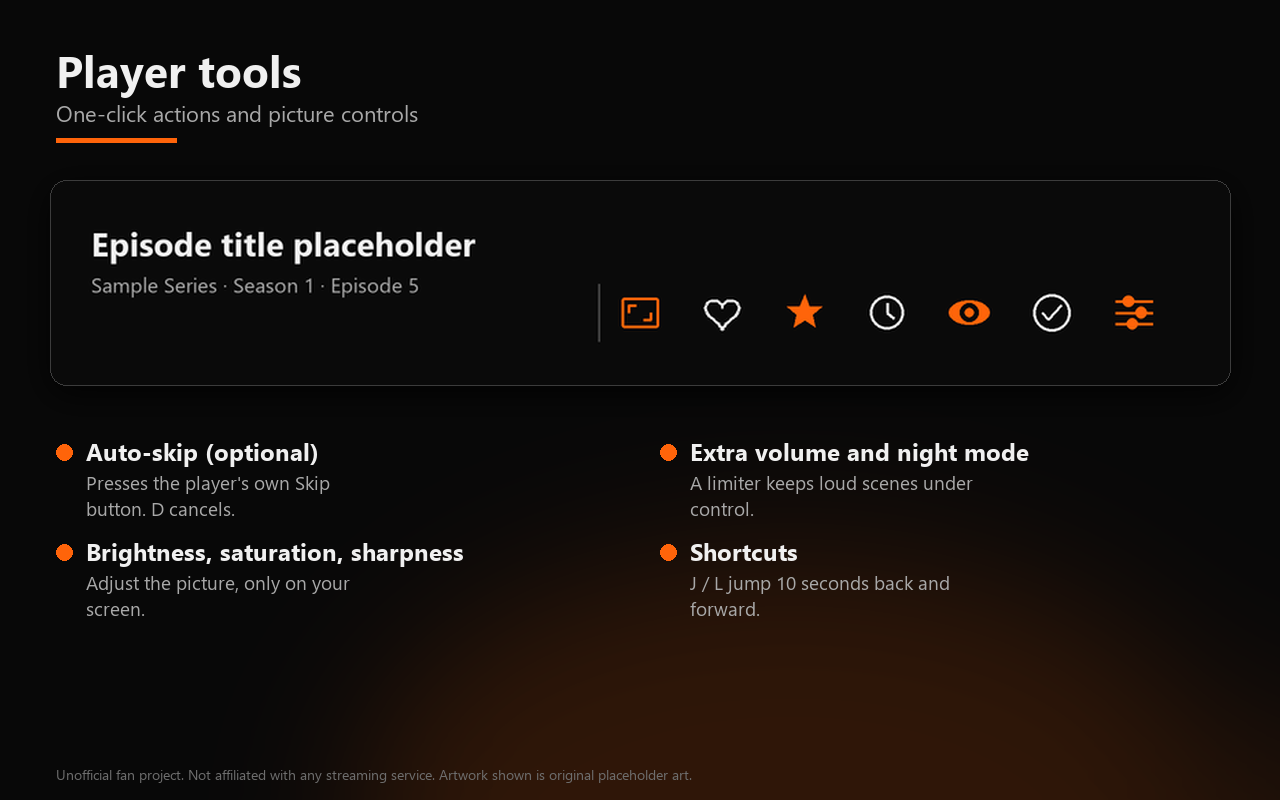 Player tools
One-click actions and picture controls
Episode title placeholder
Sample Series · Season 1 · Episode 5
Auto-skip (optional)
Presses the player's own Skip
button. D cancels.
Extra volume and night mode
A limiter keeps loud scenes under
control.
Brightness, saturation, sharpness
Adjust the picture, only on your
screen.
Shortcuts
J / L jump 10 seconds back and
forward.
Unofficial fan project. Not affiliated with any streaming service. Artwork shown is original placeholder art.